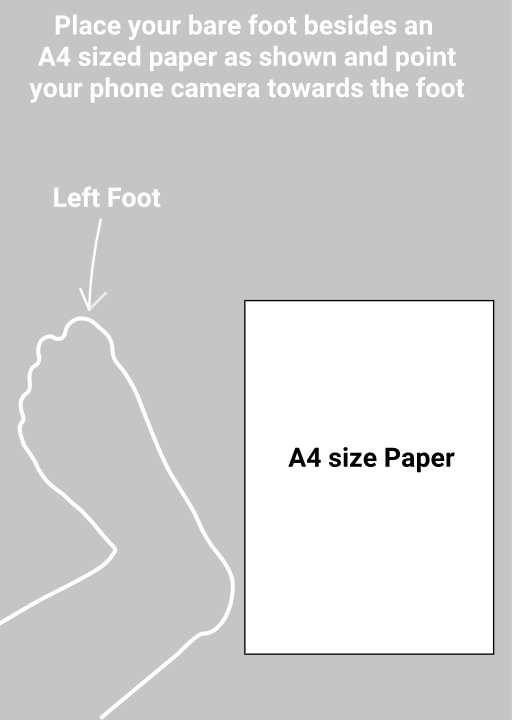 Place your bare foot besides an
A4 sized paper as shown and point
your phone camera towards the foot
Left Foot
A4 size Paper